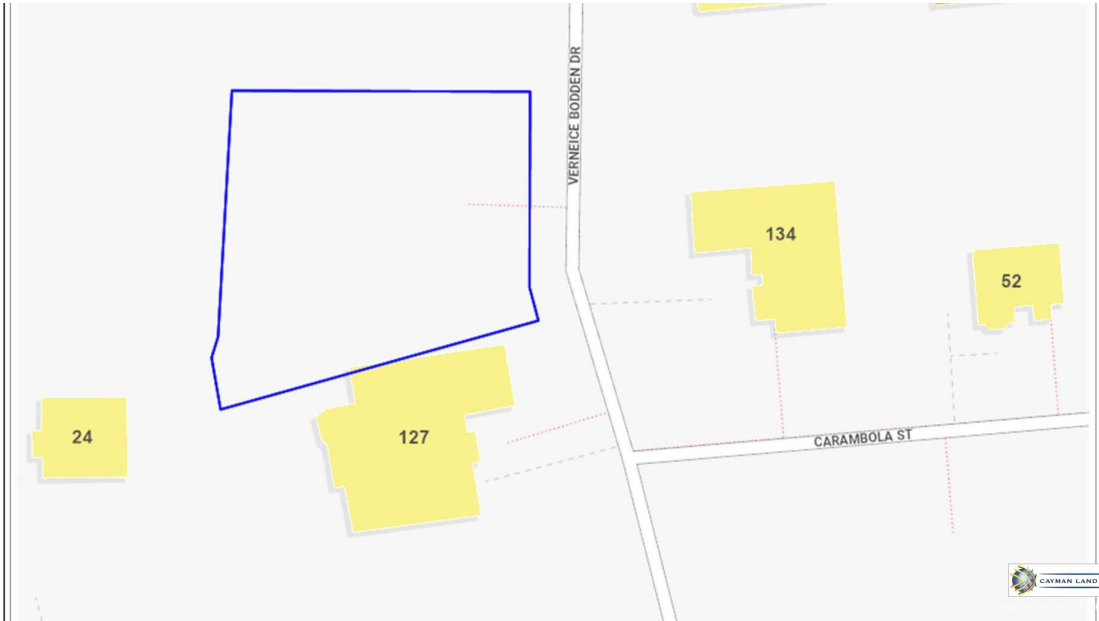 VERNEICE BODDEN DR
134
52
24
127
CARAMBOLA ST
CAYMAN LAND